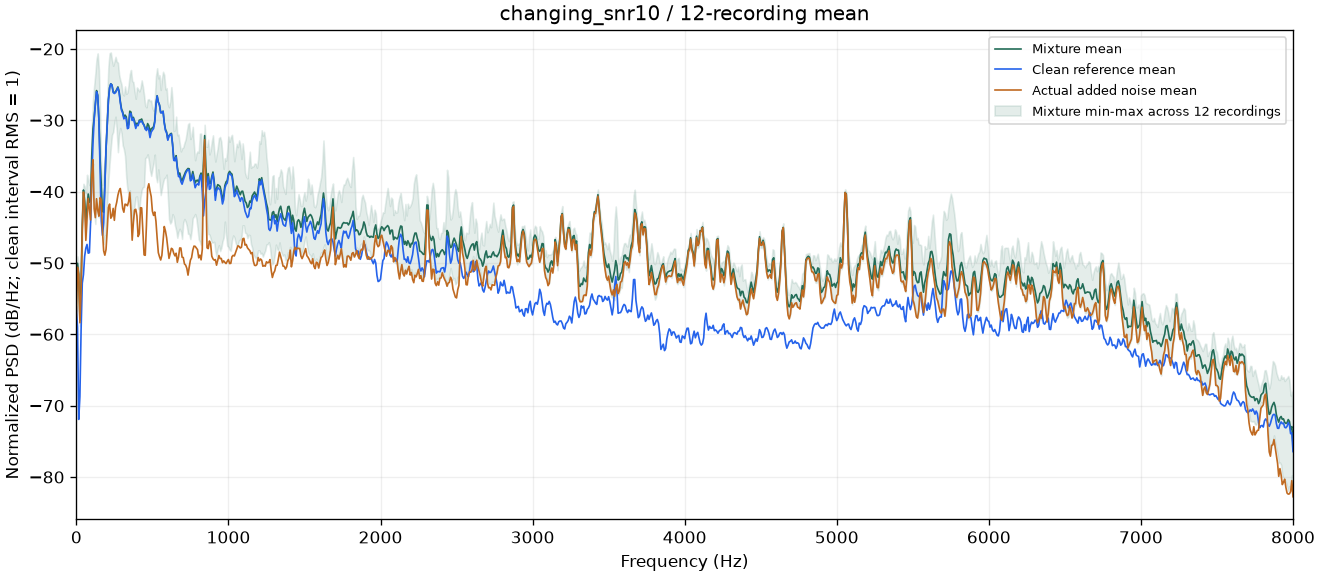 changing_snr10 / 12-recording mean
Normalized PSD (dB/Hz; clean interval RMS = 1)
−20
−30
−40
−50
−60
−70
−80
Mixture mean
Clean reference mean
Actual added noise mean
Mixture min-max across 12 recordings
0 1000 2000 3000 4000 5000 6000 7000 8000
Frequency (Hz)